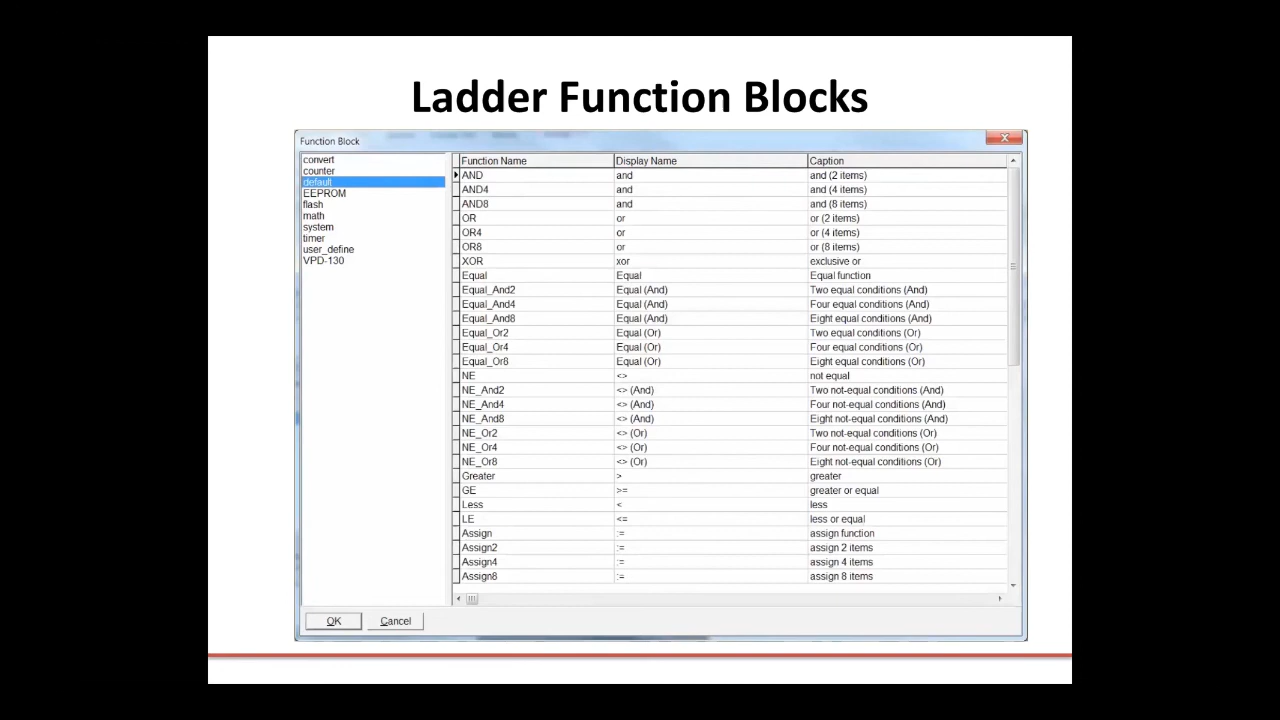 Ladder Function Blocks
Function Block
convert
counter
default
EEPROM
flash
math
system
timer
user_define
VPD-130
Function Name Display Name Caption
AND and and (2 items)
AND4 and and (4 items)
AND8 and and (8 items)
OR or or (2 items)
OR4 or or (4 items)
OR8 or or (8 items)
XOR xor exclusive or
Equal Equal Equal function
Equal_And2 Equal (And) Two equal conditions (And)
Equal_And4 Equal (And) Four equal conditions (And)
Equal_And8 Equal (And) Eight equal conditions (And)
Equal_Or2 Equal (Or) Two equal conditions (Or)
Equal_Or4 Equal (Or) Four equal conditions (Or)
Equal_Or8 Equal (Or) Eight equal conditions (Or)
NE <> not equal
NE_And2 <> (And) Two not-equal conditions (And)
NE_And4 <> (And) Four not-equal conditions (And)
NE_And8 <> (And) Eight not-equal conditions (And)
NE_Or2 <> (Or) Two not-equal conditions (Or)
NE_Or4 <> (Or) Four not-equal conditions (Or)
NE_Or8 <> (Or) Eight not-equal conditions (Or)
Greater > greater
GE >= greater or equal
Less < less
LE <= less or equal
Assign := assign function
Assign2 := assign 2 items
Assign4 := assign 4 items
Assign8 := assign 8 items
OK Cancel